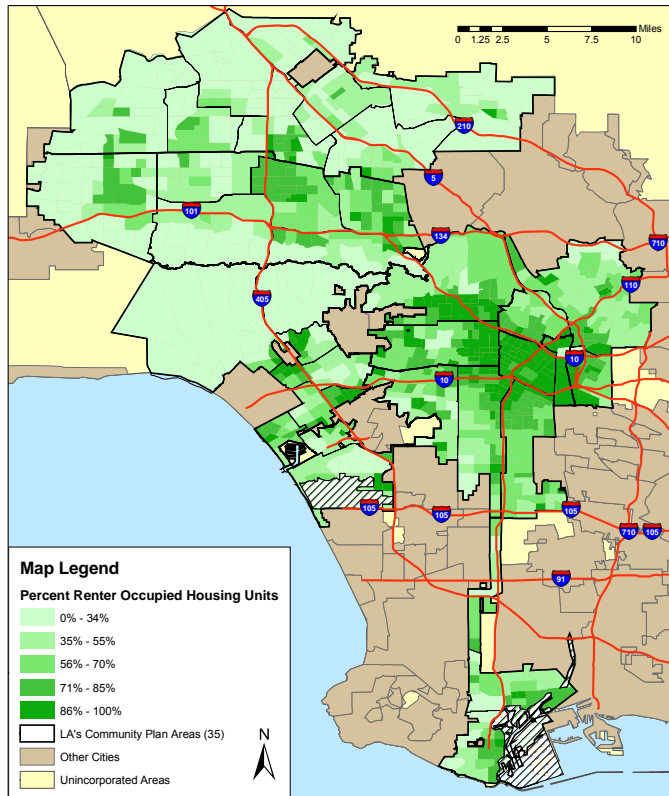 Miles
0 1.25 2.5 5 7.5 10
210
5
101
134
710
110
405
10
10
105
105
105
710
105
91
Map Legend
Percent Renter Occupied Housing Units
0% - 34%
35% - 55%
56% - 70%
71% - 85%
86% - 100%
LA's Community Plan Areas (35)
Other Cities
Unincorporated Areas
N